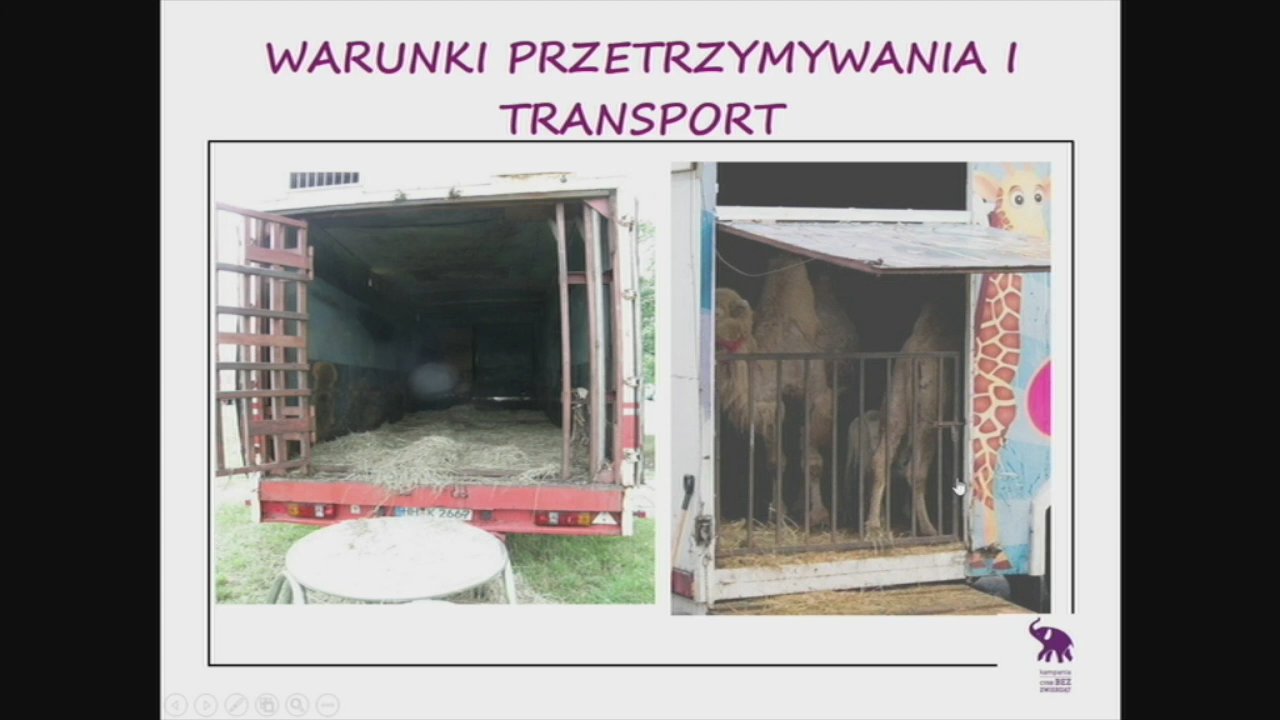 WARUNKI PRZETRZYMYWANIA I
TRANSPORT
kampania
cyrk BEZ
ZWIERZĄT